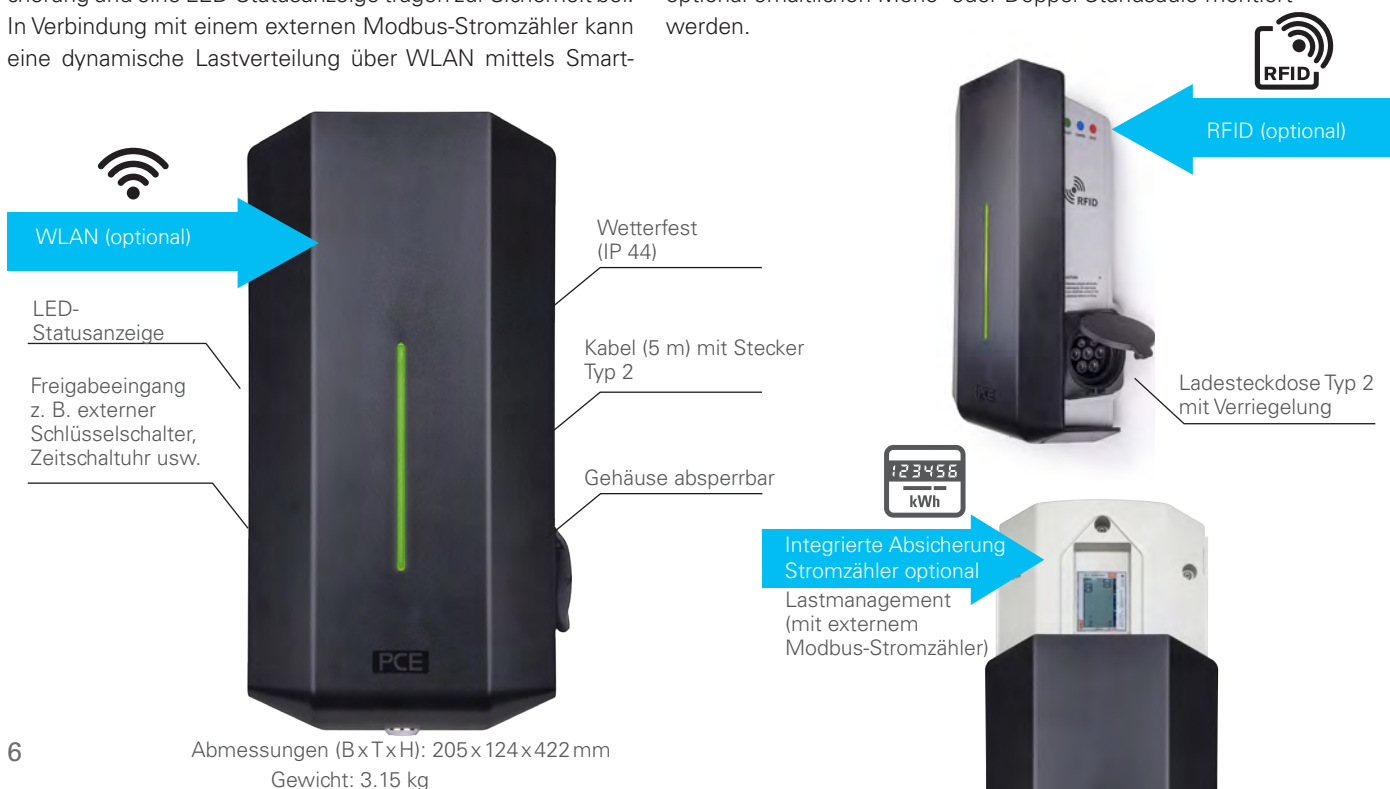 In Verbindung mit einem externen Modbus-Stromzähler kann
eine dynamische Lastverteilung über WLAN mittels Smart-
werden.
RFID
RFID (optional)
WLAN (optional)
LED-
Statusanzeige
Freigabeeingang
z. B. externer
Schlüsselschalter,
Zeitschaltuhr usw.
PCE
Wetterfest
(IP 44)
Kabel (5 m) mit Stecker
Typ 2
Gehäuse absperrbar
RFID
PCE
Ladesteckdose Typ 2
mit Verriegelung
123456
kWh
Integrierte Absicherung
Stromzähler optional
Lastmanagement
(mit externem
Modbus-Stromzähler)
6
Abmessungen (B x T x H): 205 x 124 x 422 mm
Gewicht: 3.15 kg